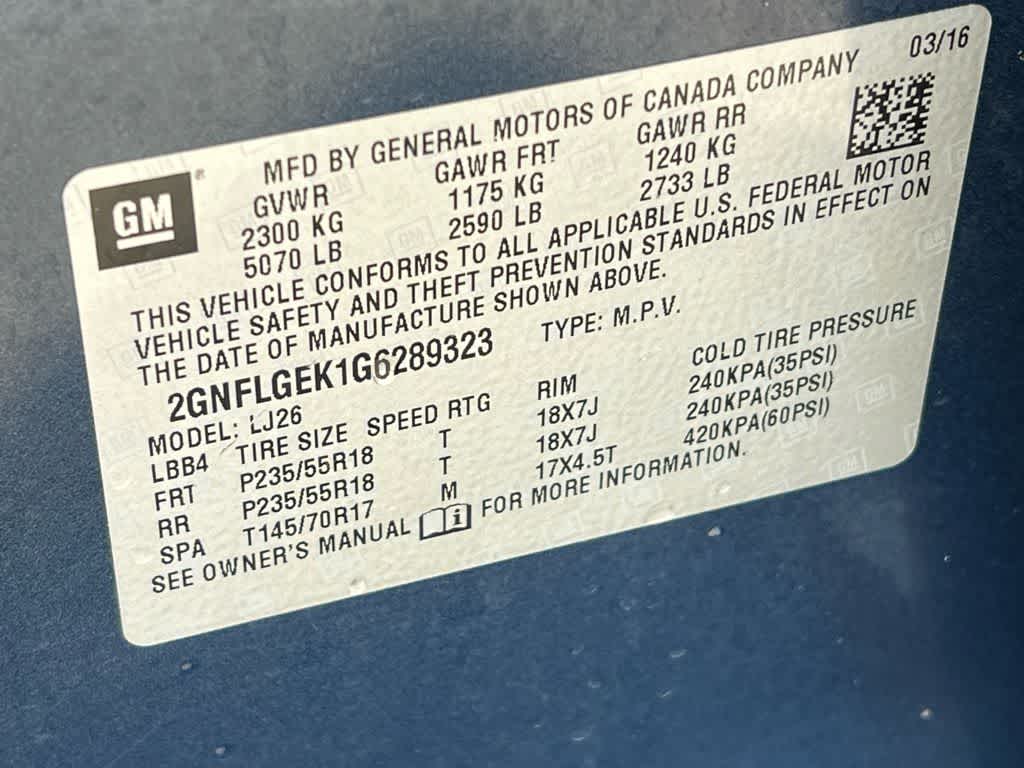 03/16
MFD BY GENERAL MOTORS OF CANADA COMPANY
GM
GVWR GAWR FRT GAWR RR
2300 KG 1175 KG 1240 KG
5070 LB 2590 LB 2733 LB
THIS VEHICLE CONFORMS TO ALL APPLICABLE U.S. FEDERAL MOTOR
VEHICLE SAFETY AND THEFT PREVENTION STANDARDS IN EFFECT ON
THE DATE OF MANUFACTURE SHOWN ABOVE.
2GNFLGEK1G6289323 TYPE: M.P.V.
MODEL: LJ26
LBB4 TIRE SIZE SPEED RTG RIM COLD TIRE PRESSURE
FRT P235/55R18 T 18X7J 240KPA(35PSI)
RR P235/55R18 T 18X7J 240KPA(35PSI)
SPA T145/70R17 M 17X4.5T 420KPA(60PSI)
SEE OWNER'S MANUAL i FOR MORE INFORMATION.